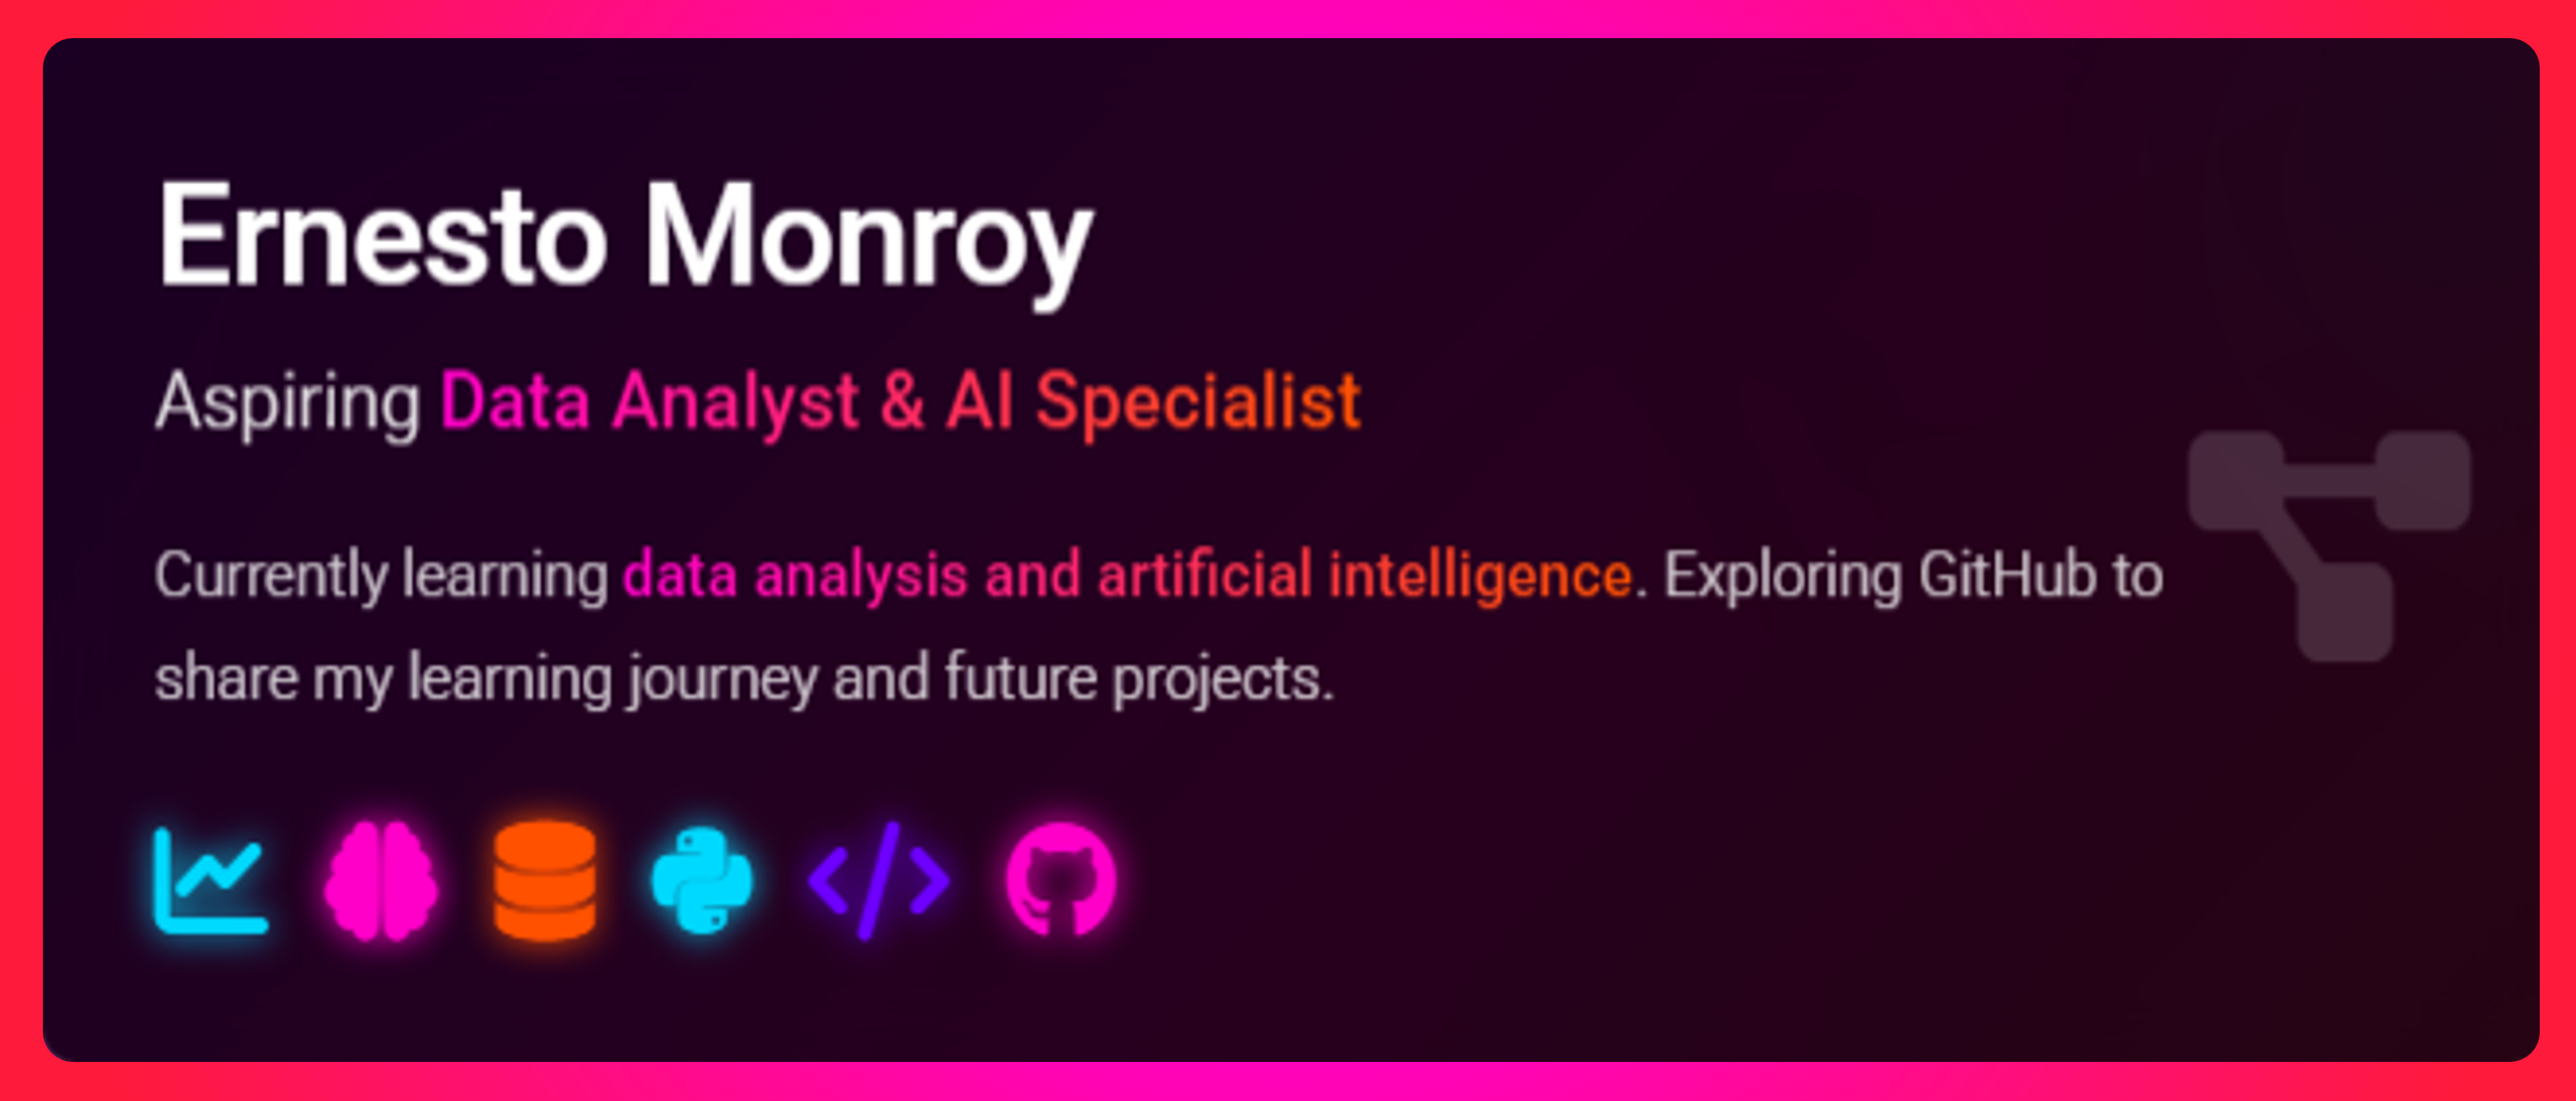 Ernesto Monroy
Aspiring Data Analyst & AI Specialist
Currently learning data analysis and artificial intelligence. Exploring GitHub to
share my learning journey and future projects.